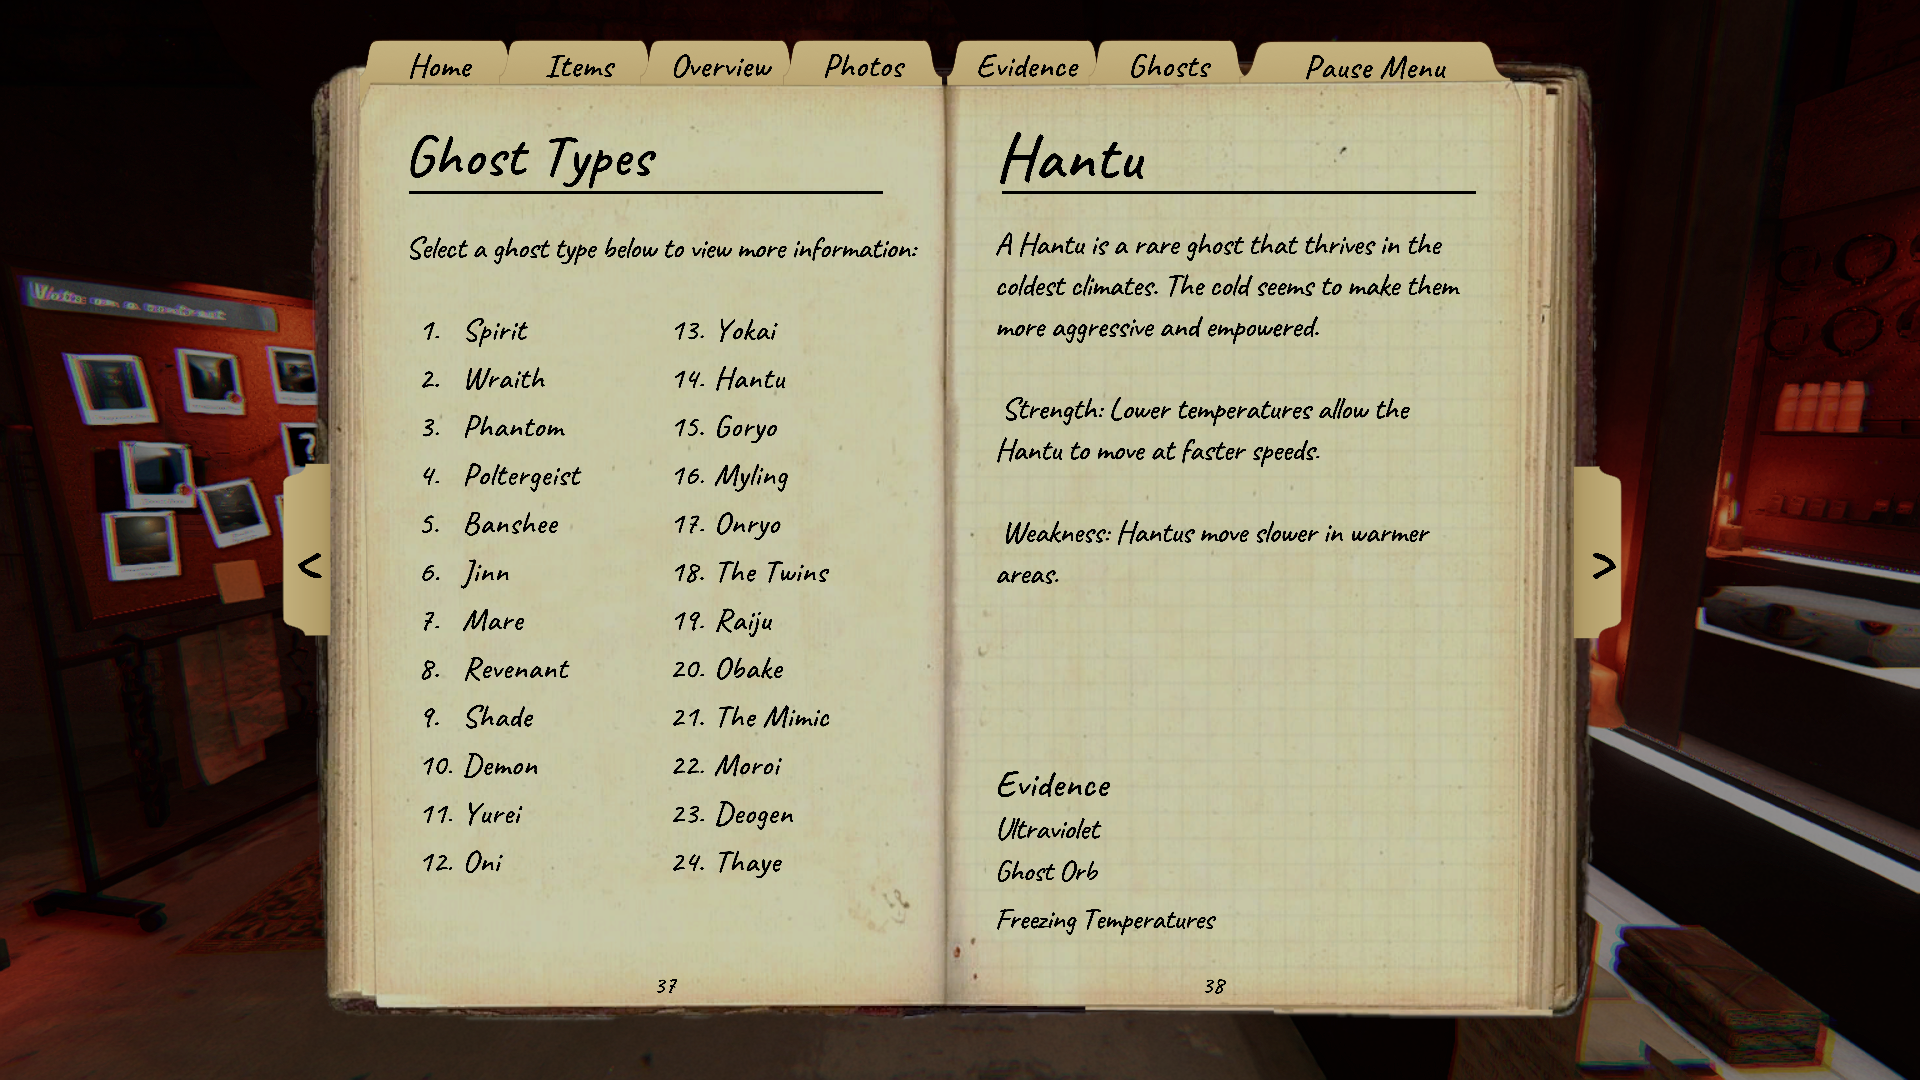 Home Items Overview Photos Evidence Ghosts Pause Menu
Ghost Types
Select a ghost type below to view more information:
1. Spirit
2. Wraith
3. Phantom
4. Poltergeist
5. Banshee
6. Jinn
7. Mare
8. Revenant
9. Shade
10. Demon
11. Yurei
12. Oni
13. Yokai
14. Hantu
15. Goryo
16. Myling
17. Onryo
18. The Twins
19. Raiju
20. Obake
21. The Mimic
22. Moroi
23. Deogen
24. Thaye
37
<
Hantu
A Hantu is a rare ghost that thrives in the
coldest climates. The cold seems to make them
more aggressive and empowered.
Strength: Lower temperatures allow the
Hantu to move at faster speeds.
Weakness: Hantus move slower in warmer
areas.
Evidence
Ultraviolet
Ghost Orb
Freezing Temperatures
38
>
?